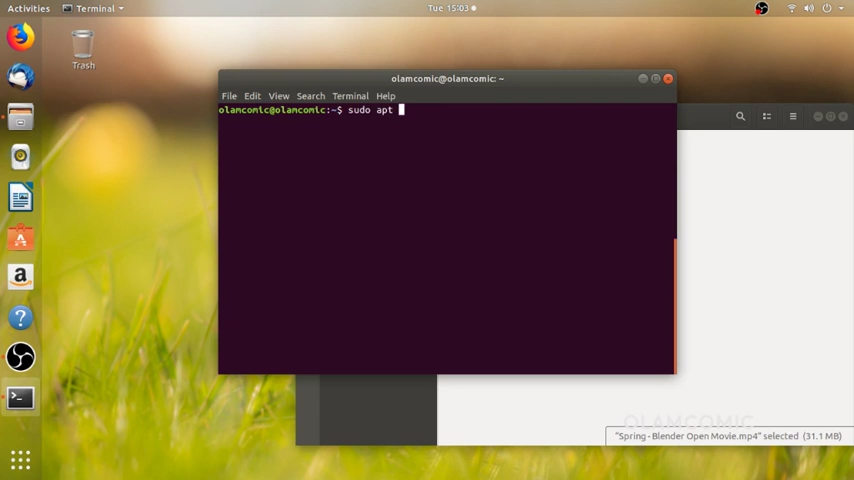 Activities
Terminal
Tue 15:03
Trash
olamcomic@olamcomic: ~
File Edit View Search Terminal Help
olamcomic@olamcomic:~$ sudo apt
OLAMCOMIC
"Spring - Blender Open Movie.mp4" selected (31.1 MB)